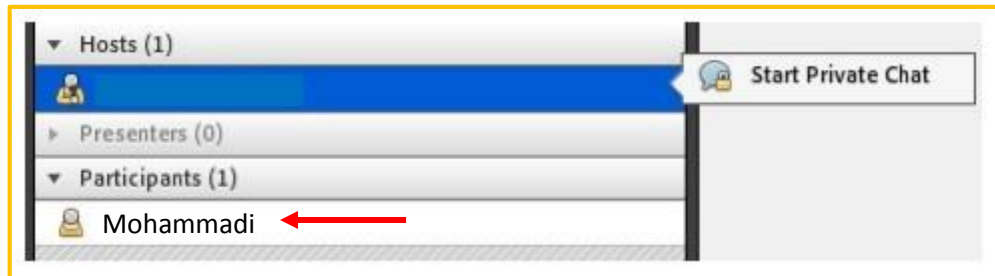 Hosts (1)
Start Private Chat
Presenters (0)
Participants (1)
Mohammadi